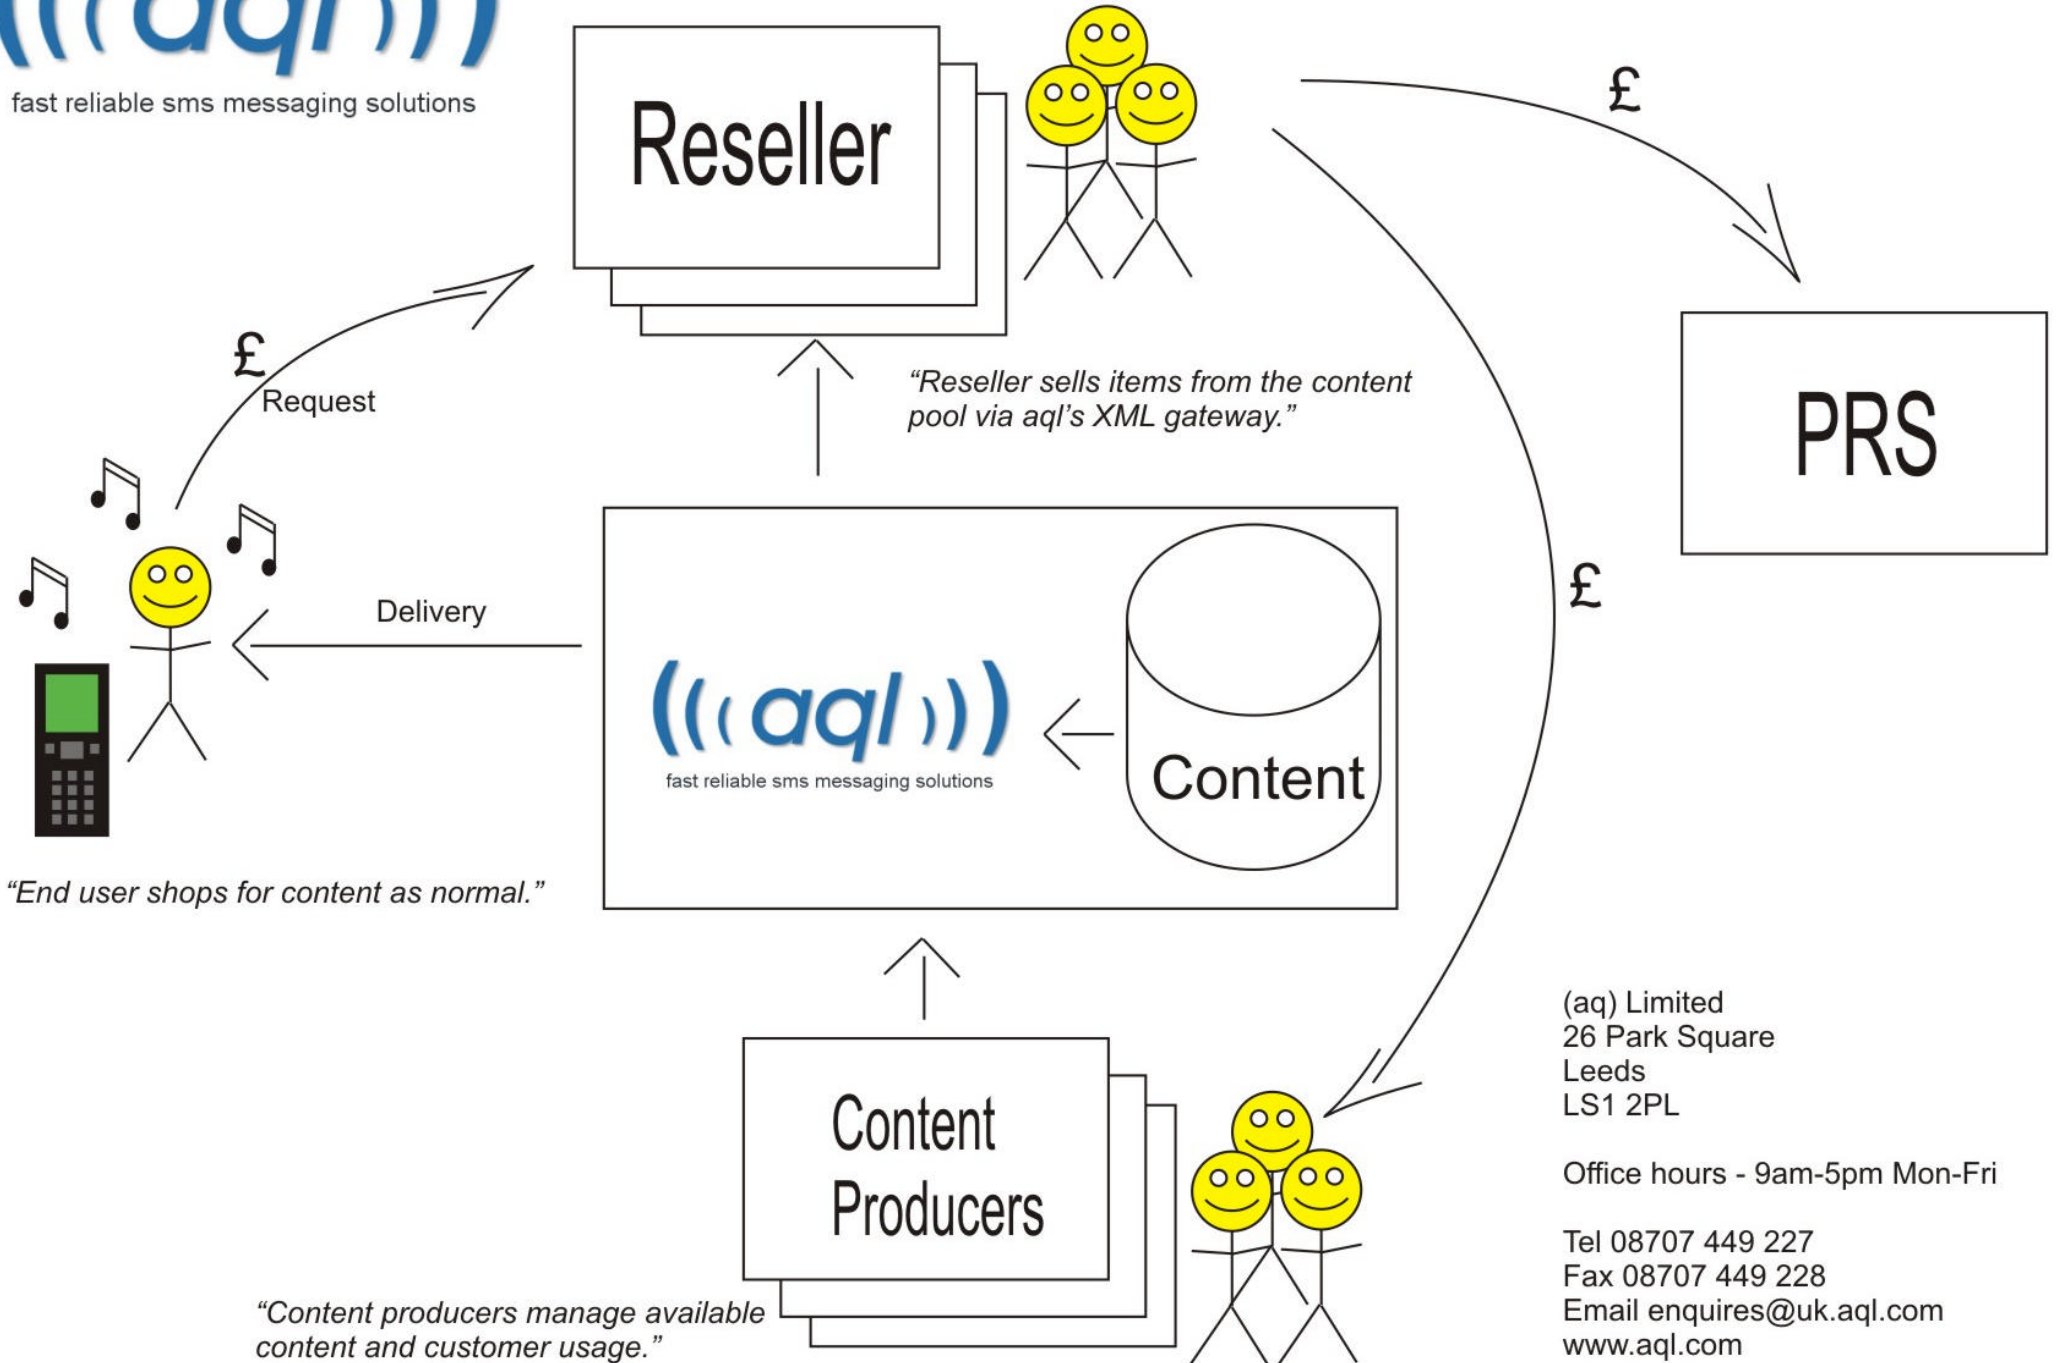 ((( aql )))
fast reliable sms messaging solutions
Reseller
£
£
Request
“Reseller sells items from the content
pool via aql’s XML gateway.”
PRS
£
Delivery
((( aql )))
fast reliable sms messaging solutions
Content
“End user shops for content as normal.”
Content
Producers
“Content producers manage available
content and customer usage.”
(aq) Limited
26 Park Square
Leeds
LS1 2PL
Office hours - 9am-5pm Mon-Fri
Tel 08707 449 227
Fax 08707 449 228
Email enquires@uk.aql.com
www.aql.com